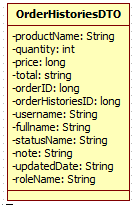 OrderHistoriesDTO
-productName: String
-quantity: int
-price: long
-total: string
-orderID: long
-orderHistoriesID: long
-username: String
-fullname: String
-statusName: String
-note: String
-updatedDate: String
-roleName: String